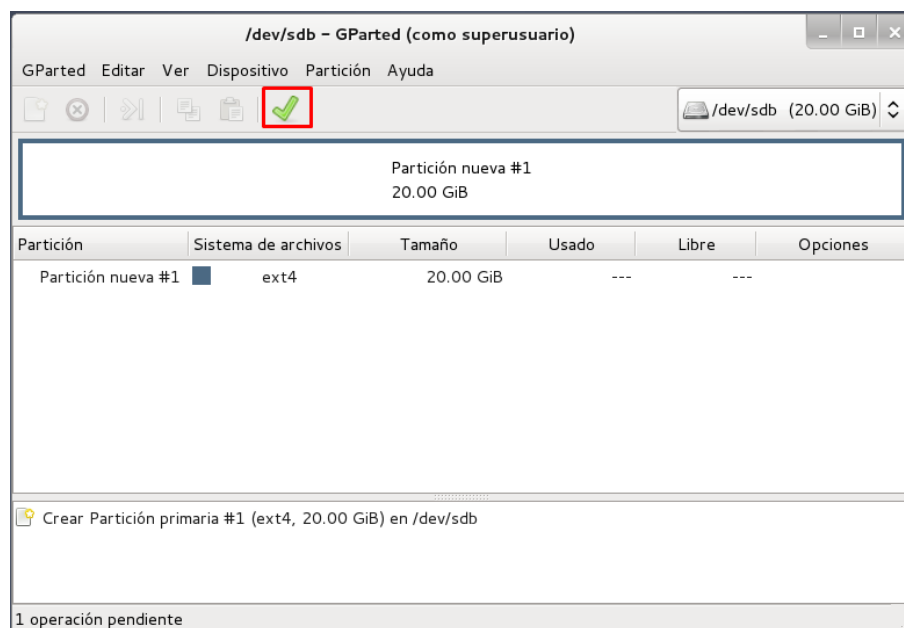 /dev/sdb – GParted (como superusuario)
GParted Editar Ver Dispositivo Partición Ayuda
/dev/sdb (20.00 GiB)
Partición nueva #1
20.00 GiB
Partición Sistema de archivos Tamaño Usado Libre Opciones
Partición nueva #1 ext4 20.00 GiB --- ---
Crear Partición primaria #1 (ext4, 20.00 GiB) en /dev/sdb
1 operación pendiente